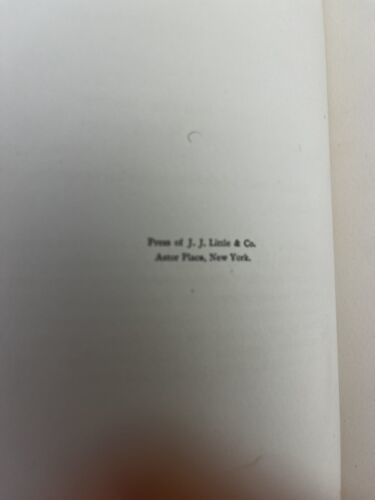 Press of J. J. Little & Co.
Astor Place, New York.